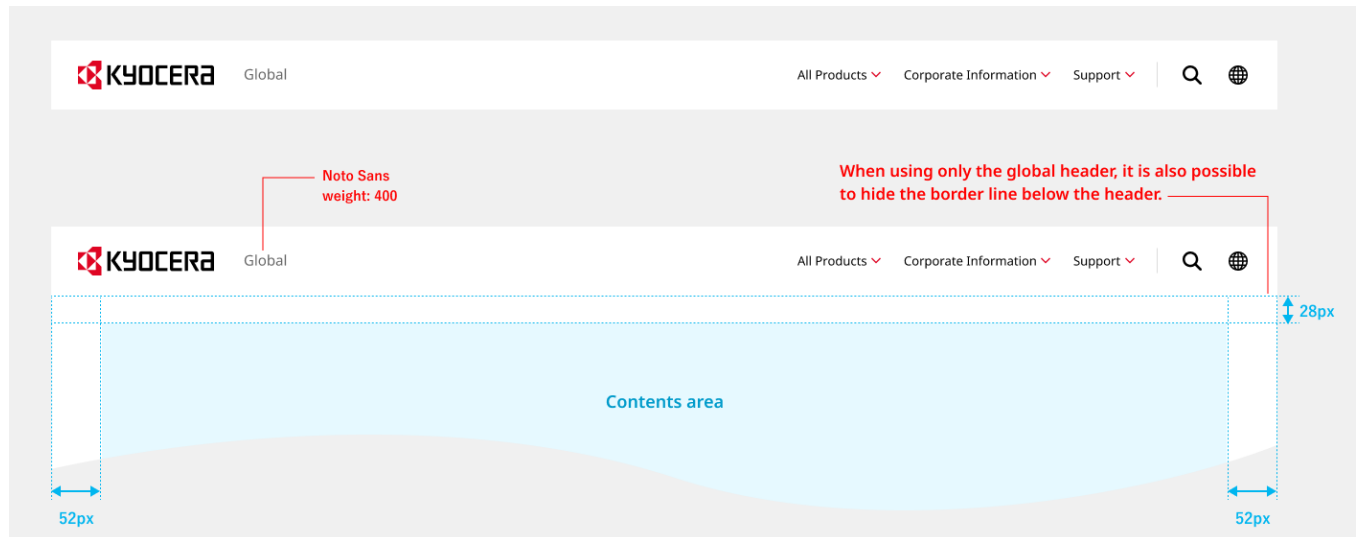 KYOCERA Global All Products Corporate Information Support
When using only the global header, it is also possible
to hide the border line below the header.
Noto Sans
weight: 400
KYOCERA Global All Products Corporate Information Support
28px
Contents area
52px 52px